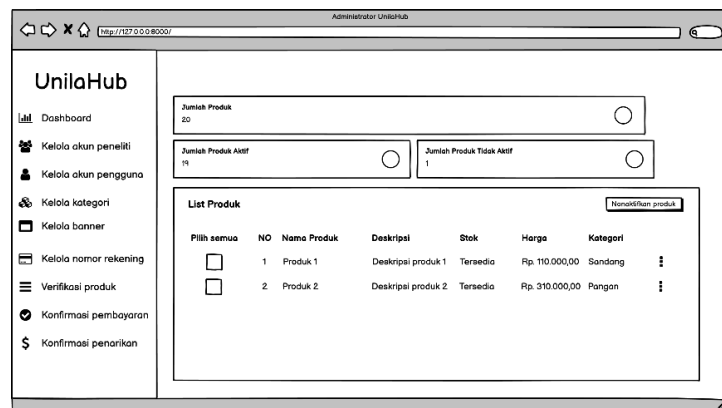 Administrator UnilaHub
http://127.0.0.0:8000/
UnilaHub
Dashboard
Kelola akun peneliti
Kelola akun pengguna
Kelola kategori
Kelola banner
Kelola nomor rekening
Verifikasi produk
Konfirmasi pembayaran
Konfirmasi penarikan
Jumlah Produk
20
Jumlah Produk Aktif
19
Jumlah Produk Tidak Aktif
1
List Produk
Nonaktifkan produk
Pilih semua NO Nama Produk Deskripsi Stok Harga Kategori
1 Produk 1 Deskripsi produk 1 Tersedia Rp. 110.000,00 Sandang
2 Produk 2 Deskripsi produk 2 Tersedia Rp. 310.000,00 Pangan